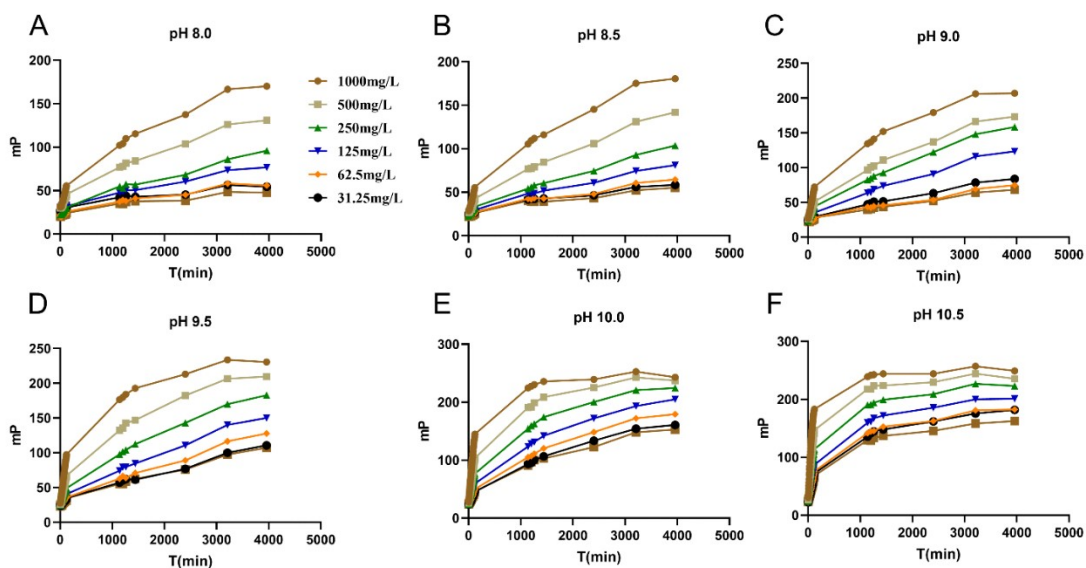 A
pH 8.0
mP
200
150
100
50
0
0 1000 2000 3000 4000 5000
T(min)
1000mg/L
500mg/L
250mg/L
125mg/L
62.5mg/L
31.25mg/L
B
pH 8.5
mP
200
150
100
50
0
0 1000 2000 3000 4000 5000
T(min)
C
pH 9.0
mP
250
200
150
100
50
0
0 1000 2000 3000 4000 5000
T(min)
D
pH 9.5
mP
250
200
150
100
50
0
0 1000 2000 3000 4000 5000
T(min)
E
pH 10.0
mP
300
200
100
0
0 1000 2000 3000 4000 5000
T(min)
F
pH 10.5
mP
300
200
100
0
0 1000 2000 3000 4000 5000
T(min)